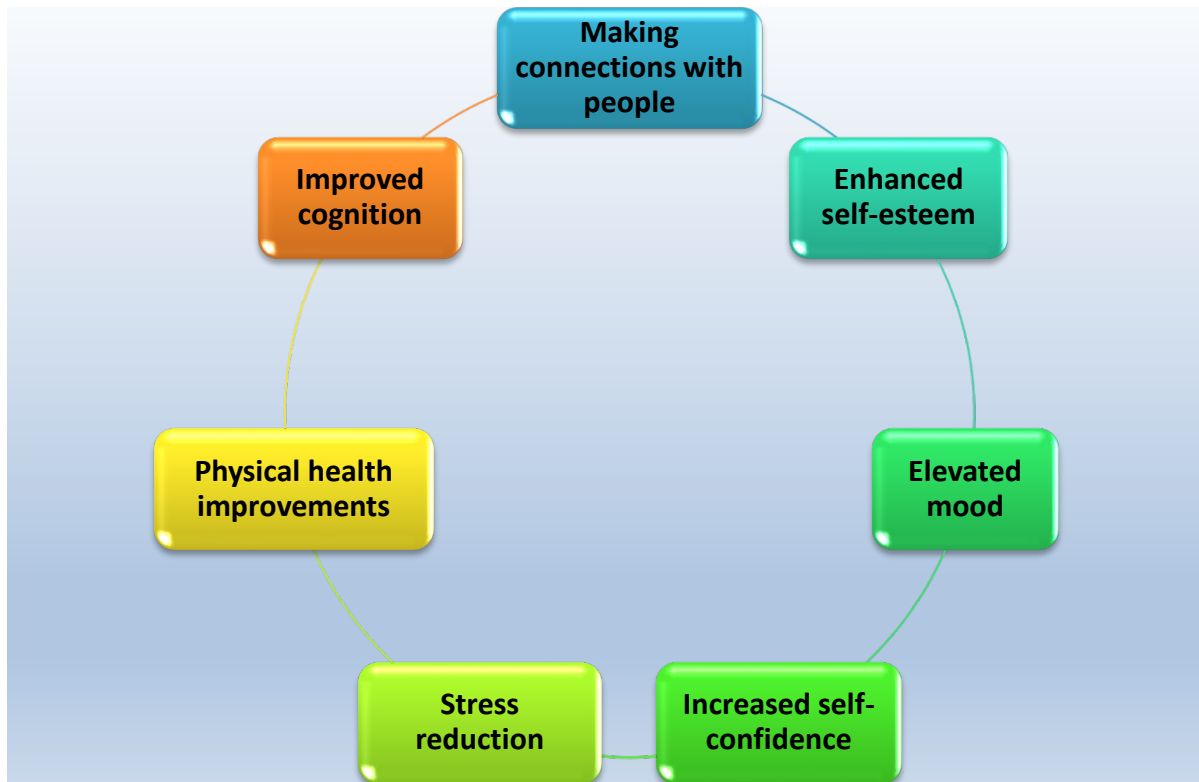 Making
connections with
people
Enhanced
self-esteem
Elevated
mood
Increased self-
confidence
Stress
reduction
Physical health
improvements
Improved
cognition